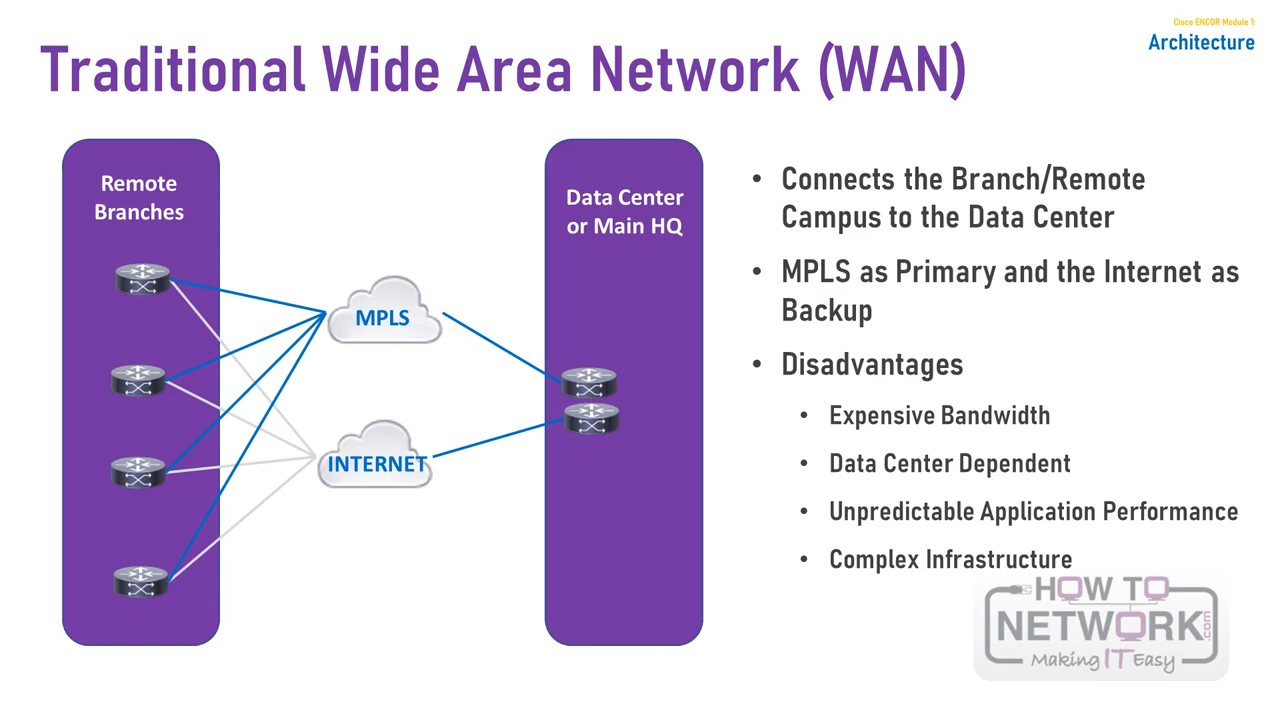 Cisco ENCOR Module 1:
Architecture
Traditional Wide Area Network (WAN)
Remote
Branches
Data Center
or Main HQ
MPLS
INTERNET
• Connects the Branch/Remote
Campus to the Data Center
• MPLS as Primary and the Internet as
Backup
• Disadvantages
• Expensive Bandwidth
• Data Center Dependent
• Unpredictable Application Performance
• Complex Infrastructure
HOW TO
NETWORK.com
Making IT Easy